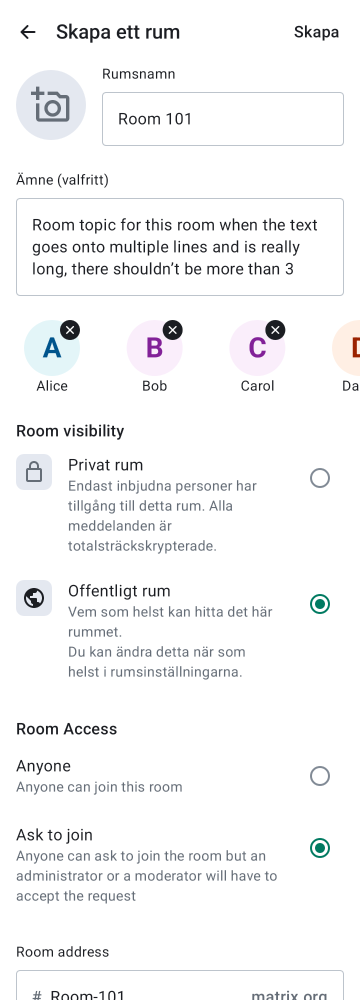 Skapa ett rum
Skapa
Rumsnamn
Room 101
Ämne (valfritt)
Room topic for this room when the text
goes onto multiple lines and is really
long, there shouldn’t be more than 3
A
B
C
Alice
Bob
Carol
Room visibility
Privat rum
Endast inbjudna personer har
tillgång till detta rum. Alla
meddelanden är
totalsträckskrypterade.
Offentligt rum
Vem som helst kan hitta det här
rummet.
Du kan ändra detta när som
helst i rumsinställningarna.
Room Access
Anyone
Anyone can join this room
Ask to join
Anyone can ask to join the room but an
administrator or a moderator will have to
accept the request
Room address
# Room-101
matrix.org